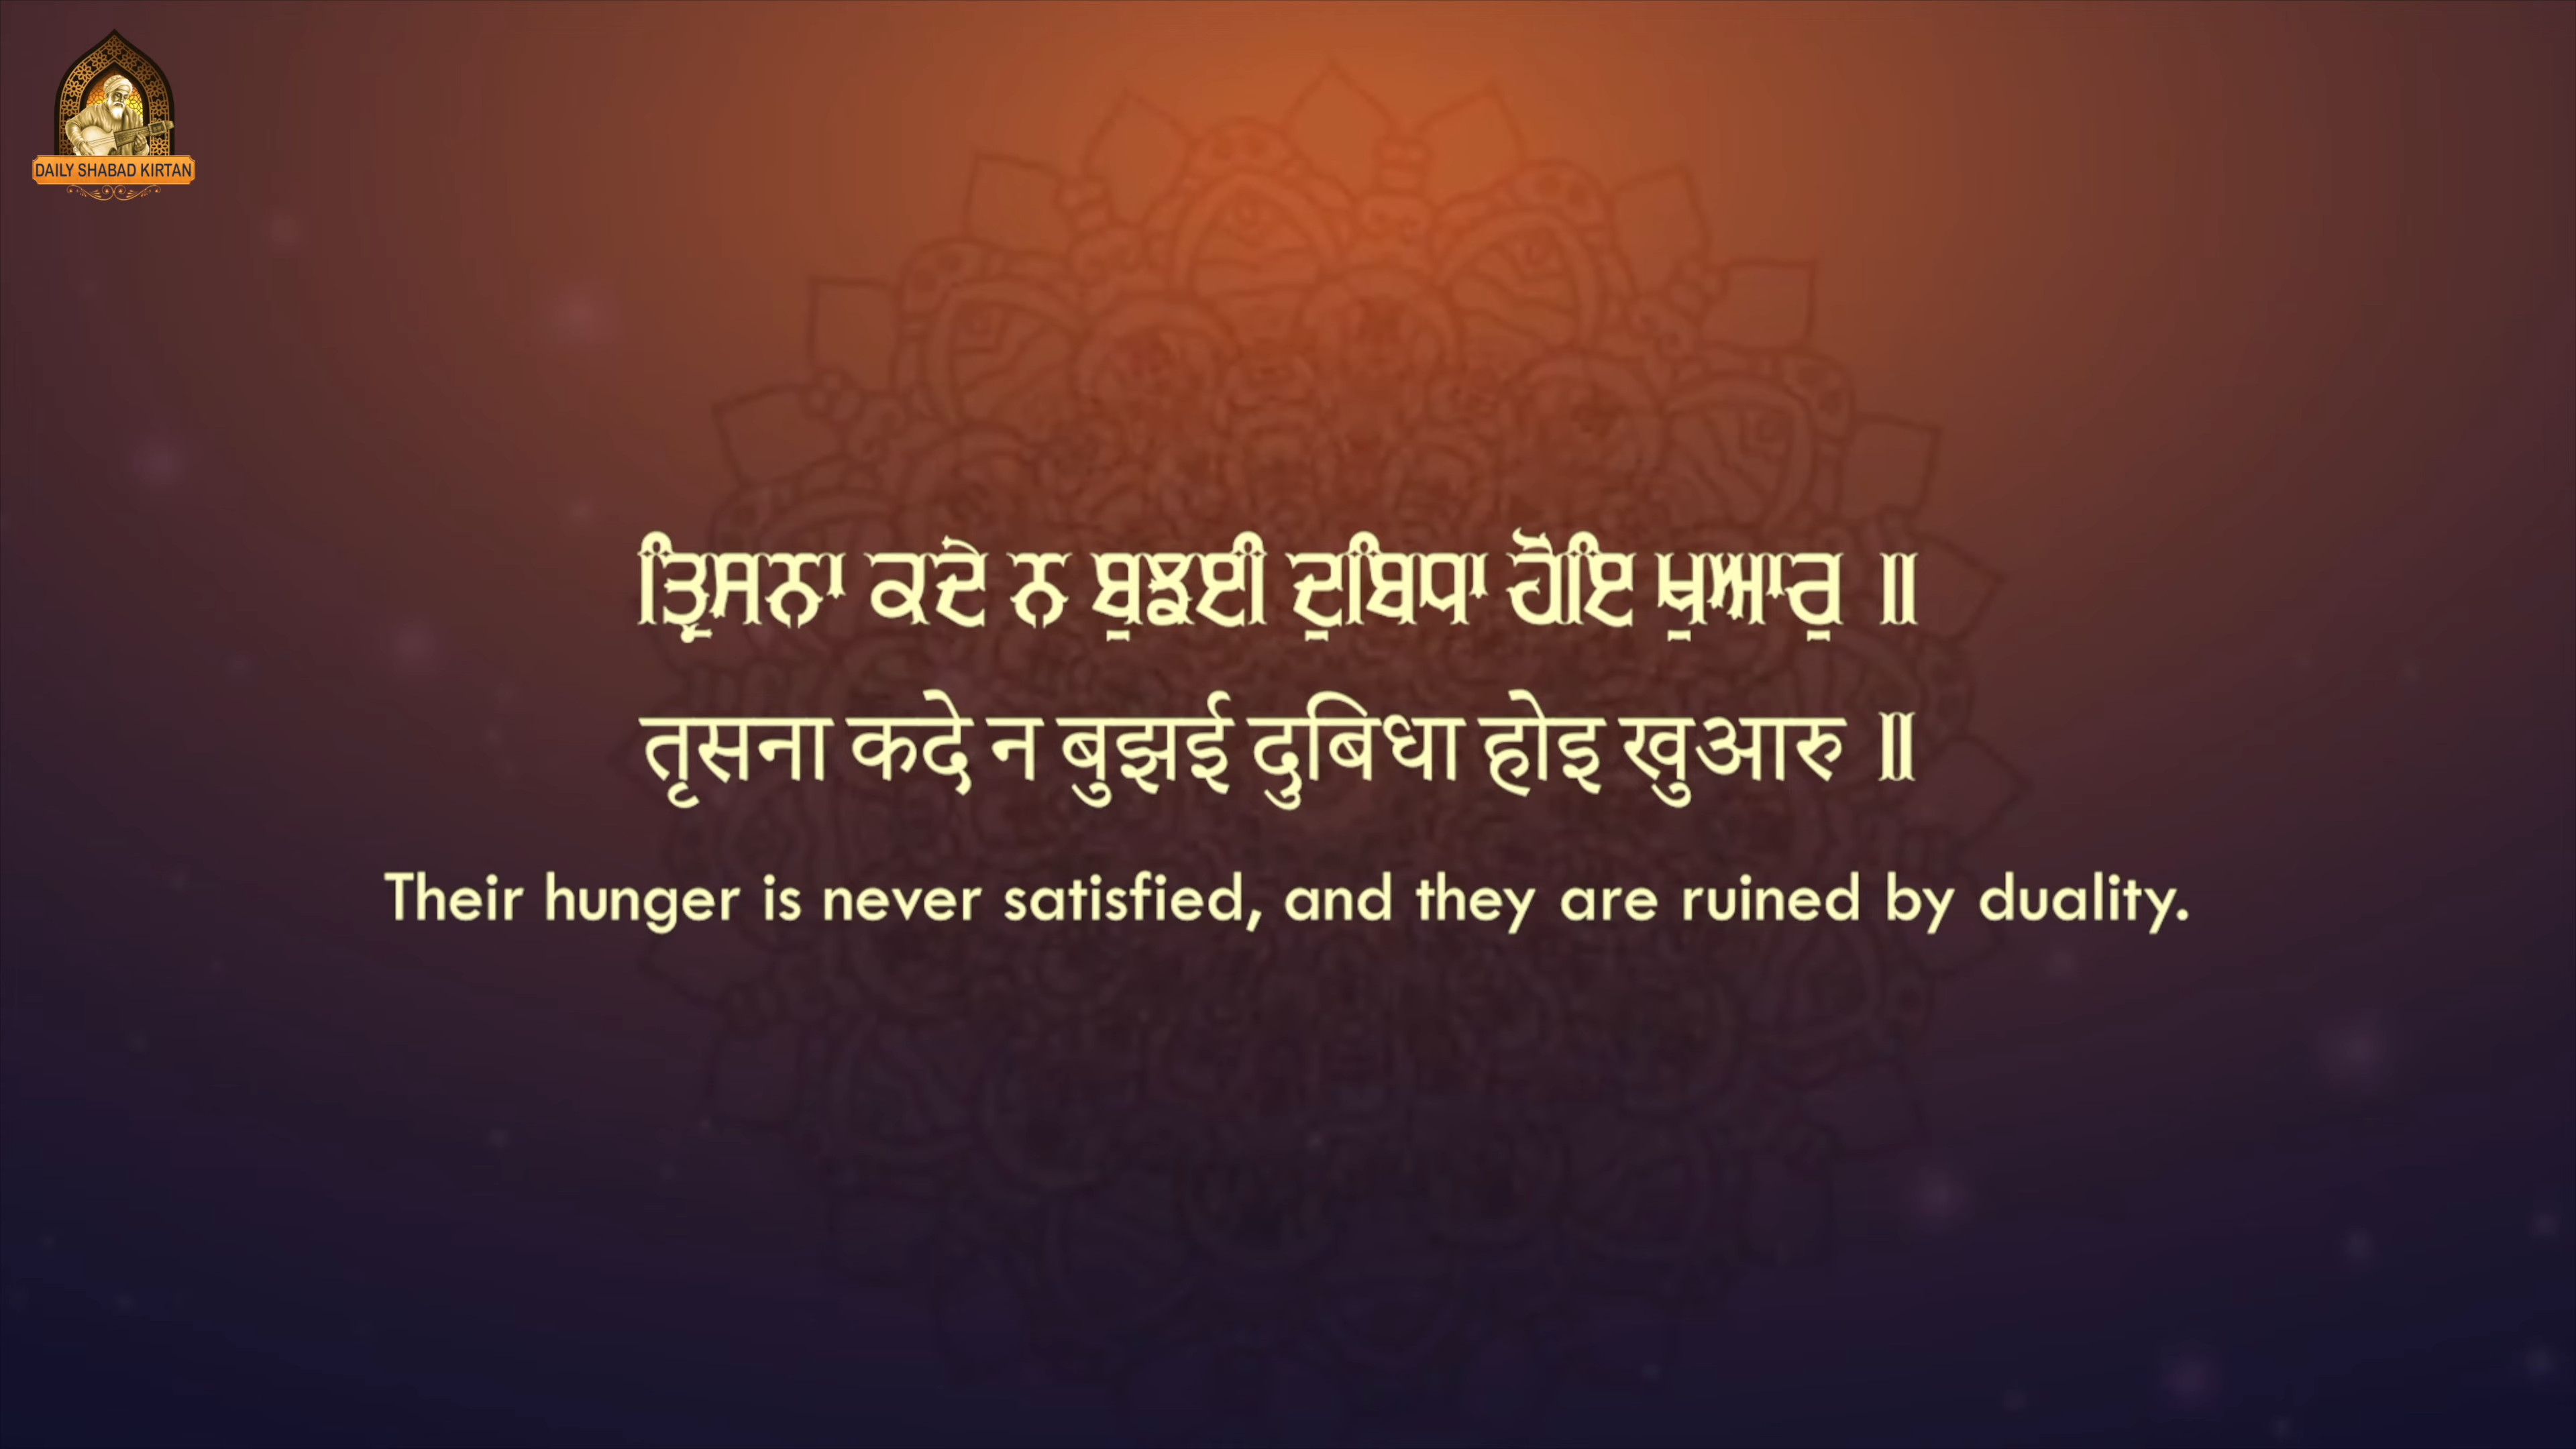 DAILY SHABAD KIRTAN
ਤ੍ਰਿਸਨਾ ਕਦੇ ਨ ਬੁਝਈ ਦੁਬਿਧਾ ਹੋਇ ਖੁਆਰੁ ॥
तृसना कदे न बुझई दुबिधा होइ खुआरु ॥
Their hunger is never satisfied, and they are ruined by duality.